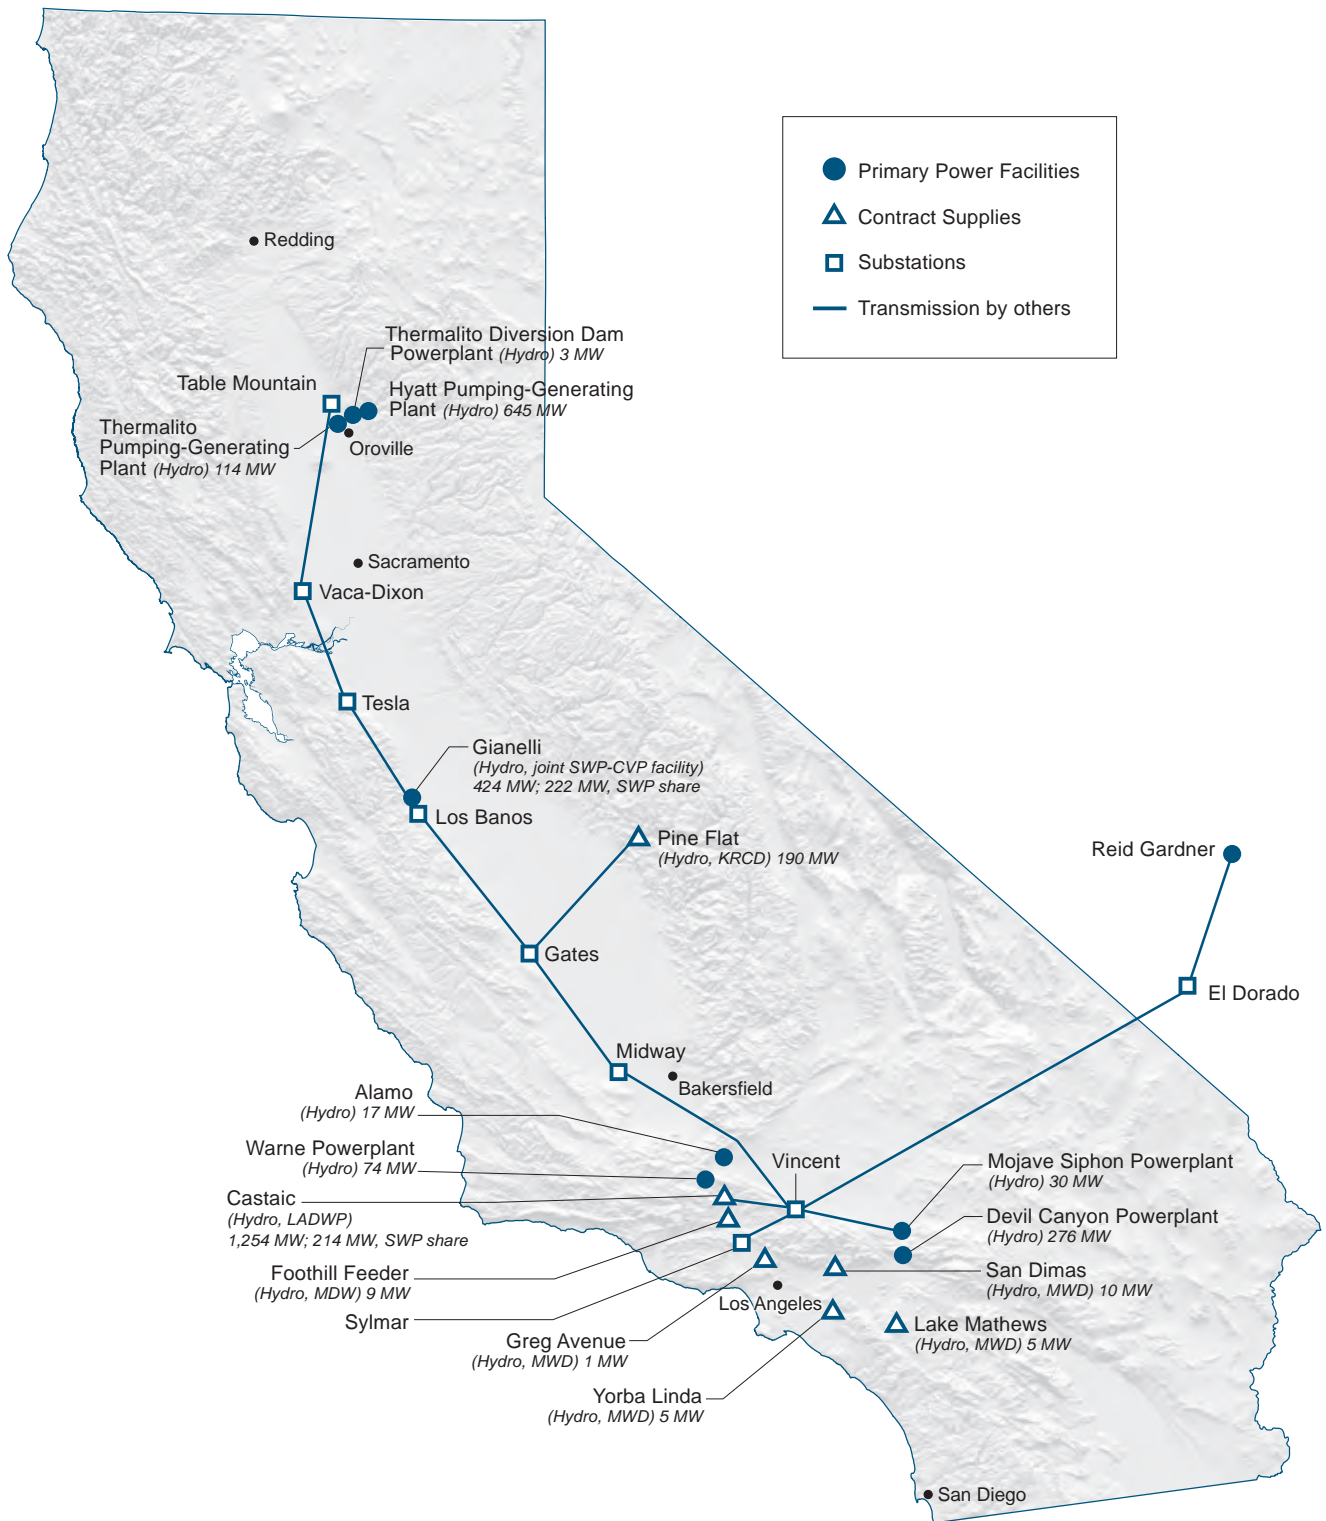 Primary Power Facilities
Contract Supplies
Substations
Transmission by others
Redding
Thermalito Diversion Dam
Powerplant (Hydro) 3 MW
Table Mountain
Hyatt Pumping-Generating
Plant (Hydro) 645 MW
Thermalito
Pumping-Generating
Plant (Hydro) 114 MW
Oroville
Sacramento
Vaca-Dixon
Tesla
Gianelli
(Hydro, joint SWP-CVP facility)
424 MW; 222 MW, SWP share
Los Banos
Pine Flat
(Hydro, KRCD) 190 MW
Reid Gardner
Gates
El Dorado
Midway
Bakersfield
Alamo
(Hydro) 17 MW
Warne Powerplant
(Hydro) 74 MW
Vincent
Mojave Siphon Powerplant
(Hydro) 30 MW
Castaic
(Hydro, LADWP)
1,254 MW; 214 MW, SWP share
Devil Canyon Powerplant
(Hydro) 276 MW
Foothill Feeder
(Hydro, MDW) 9 MW
San Dimas
(Hydro, MWD) 10 MW
Los Angeles
Sylmar
Lake Mathews
(Hydro, MWD) 5 MW
Greg Avenue
(Hydro, MWD) 1 MW
Yorba Linda
(Hydro, MWD) 5 MW
San Diego